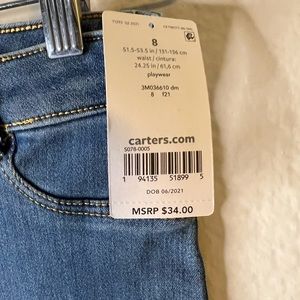 8
51.5-53.5 in / 131-136 cm
waist / cintura:
24.25 in / 61,6 cm
playwear
3M036610 dm
8 f21
carters.com
S078-0005
1 94135 51899 5
DOB 06/2021
MSRP $34.00